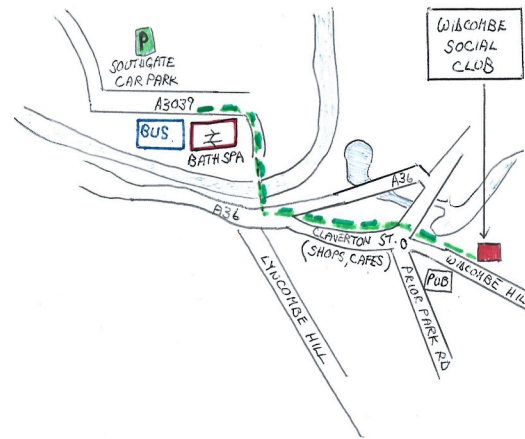 P
SOUTHGATE
CAR PARK
WIDCOMBE
SOCIAL
CLUB
A3039
BUS.
BATH SPA
A36
A36
CLAVERTON ST.
(SHOPS, CAFES)
LYNCOMBE HILL
PRIOR PARK RD
PUB
WIDCOMBE HIL